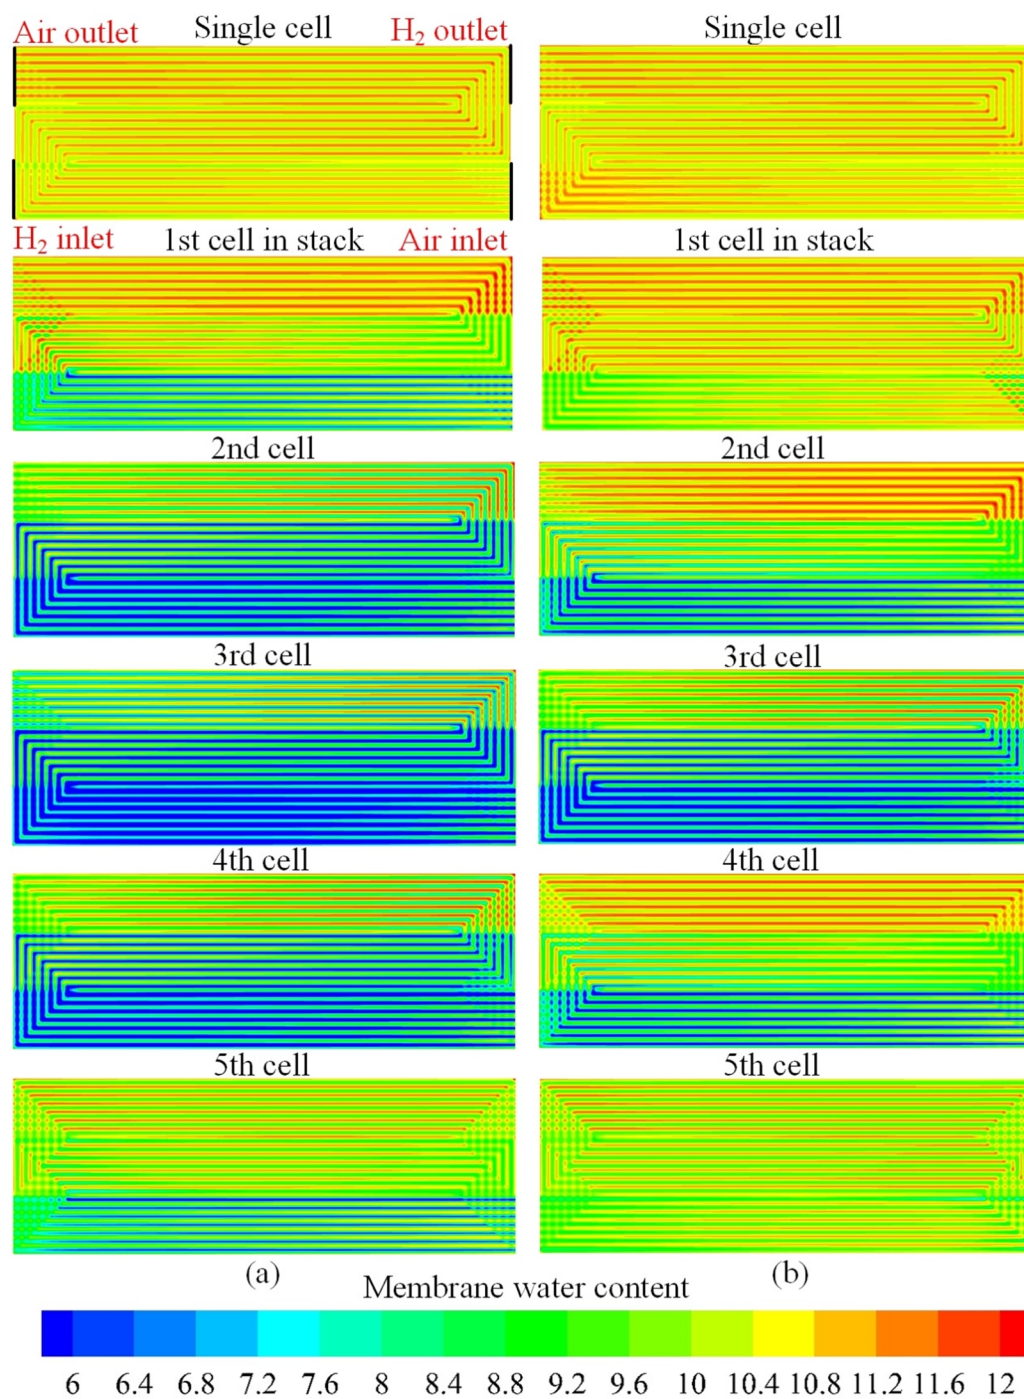 Air outlet Single cell H₂ outlet Single cell
H₂ inlet 1st cell in stack Air inlet 1st cell in stack
2nd cell 2nd cell
3rd cell 3rd cell
4th cell 4th cell
5th cell 5th cell
(a) (b)
Membrane water content
6 6.4 6.8 7.2 7.6 8 8.4 8.8 9.2 9.6 10 10.4 10.8 11.2 11.6 12